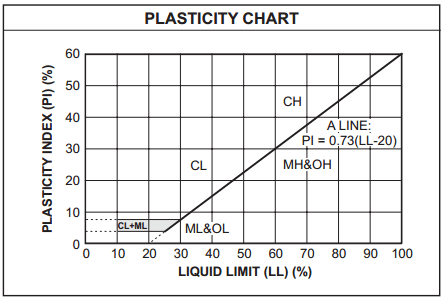 PLASTICITY CHART
PLASTICITY INDEX (PI) (%)
60
50
40
30
20
10
0
CH
A LINE:
PI = 0.73(LL-20)
CL
MH&OH
CL+ML
ML&OL
0 10 20 30 40 50 60 70 80 90 100
LIQUID LIMIT (LL) (%)